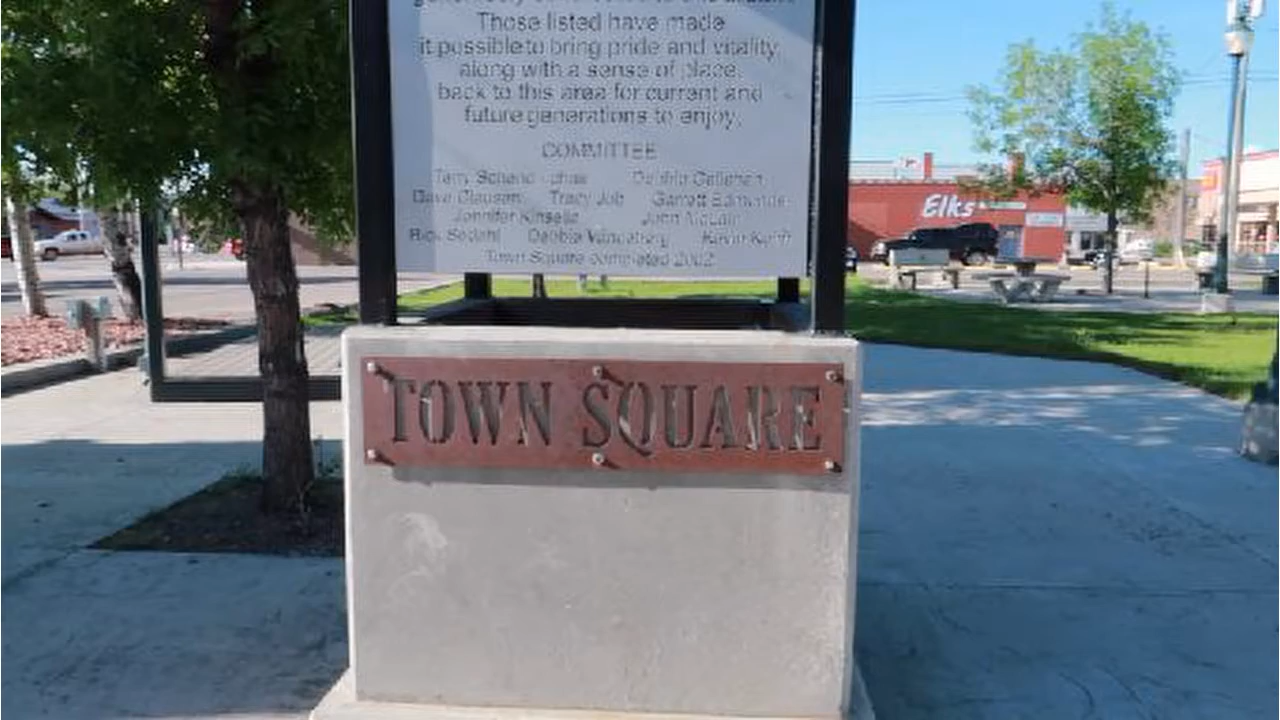 Those listed have made
it possible to bring pride and vitality,
along with a sense of place,
back to this area for current and
future generations to enjoy.
COMMITTEE
Tracy Job Garrett Edmonds
Jennifer Kinsella
Town Square completed 2002
TOWN SQUARE
Elks